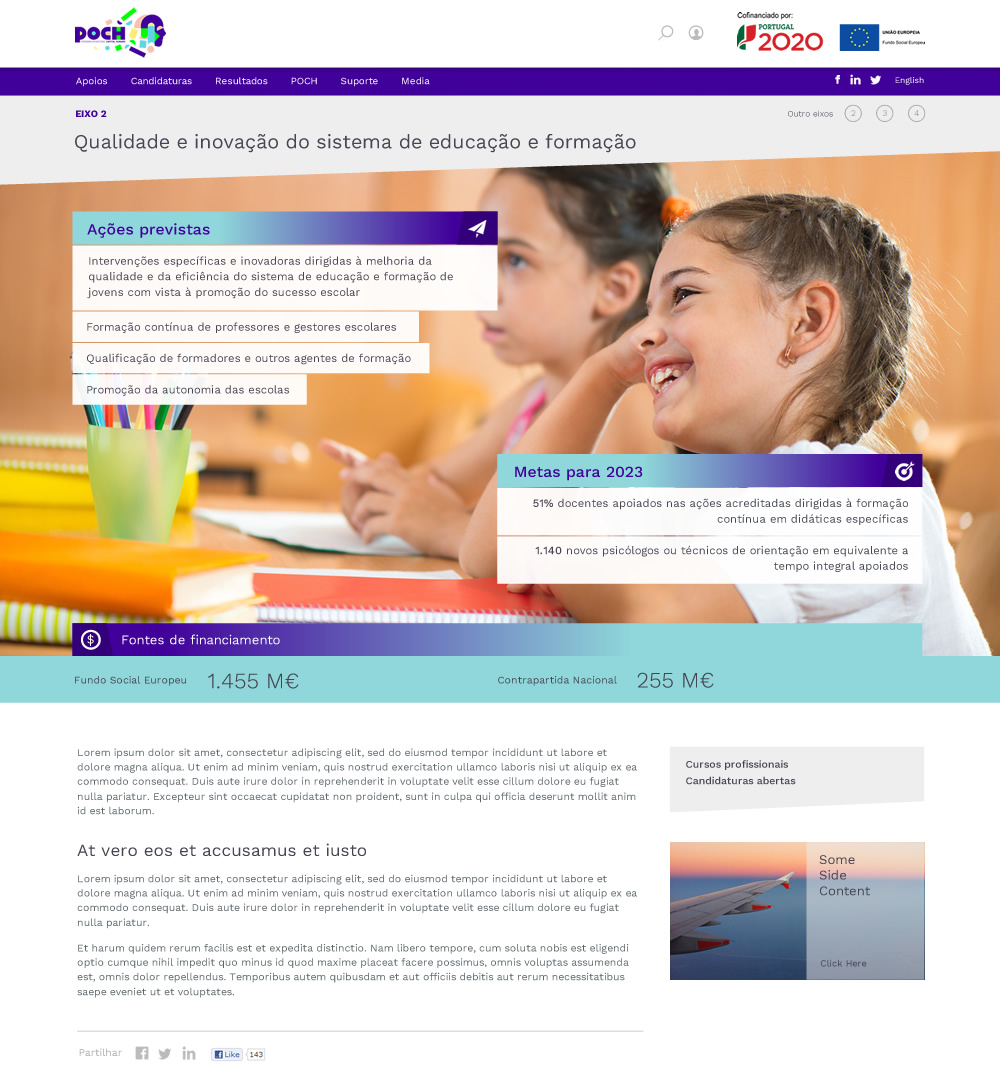 POCH
Cofinanciado por:
PORTUGAL
2020
UNIÃO EUROPEIA
Fundo Social Europeu
Apoios Candidaturas Resultados POCH Suporte Media English
EIXO 2
Outro eixos 2 3 4
Qualidade e inovação do sistema de educação e formação
Ações previstas
Intervenções específicas e inovadoras dirigidas à melhoria da
qualidade e da eficiência do sistema de educação e formação de
jovens com vista à promoção do sucesso escolar
Formação contínua de professores e gestores escolares
Qualificação de formadores e outros agentes de formação
Promoção da autonomia das escolas
Metas para 2023
51% docentes apoiados nas ações acreditadas dirigidas à formação
contínua em didáticas específicas
1.140 novos psicólogos ou técnicos de orientação em equivalente a
tempo integral apoiados
Fontes de financiamento
Fundo Social Europeu 1.455 M€
Contrapartida Nacional 255 M€
Lorem ipsum dolor sit amet, consectetur adipiscing elit, sed do eiusmod tempor incididunt ut labore et
dolore magna aliqua. Ut enim ad minim veniam, quis nostrud exercitation ullamco laboris nisi ut aliquip ex ea
commodo consequat. Duis aute irure dolor in reprehenderit in voluptate velit esse cillum dolore eu fugiat
nulla pariatur. Excepteur sint occaecat cupidatat non proident, sunt in culpa qui officia deserunt mollit anim
id est laborum.
At vero eos et accusamus et iusto
Lorem ipsum dolor sit amet, consectetur adipiscing elit, sed do eiusmod tempor incididunt ut labore et
dolore magna aliqua. Ut enim ad minim veniam, quis nostrud exercitation ullamco laboris nisi ut aliquip ex ea
commodo consequat. Duis aute irure dolor in reprehenderit in voluptate velit esse cillum dolore eu fugiat
nulla pariatur.
Et harum quidem rerum facilis est et expedita distinctio. Nam libero tempore, cum soluta nobis est eligendi
optio cumque nihil impedit quo minus id quod maxime placeat facere possimus, omnis voluptas assumenda
est, omnis dolor repellendus. Temporibus autem quibusdam et aut officiis debitis aut rerum necessitatibus
saepe eveniet ut et voluptates.
Cursos profissionais
Candidaturas abertas
Some
Side
Content
Click Here
Partilhar
Like 143